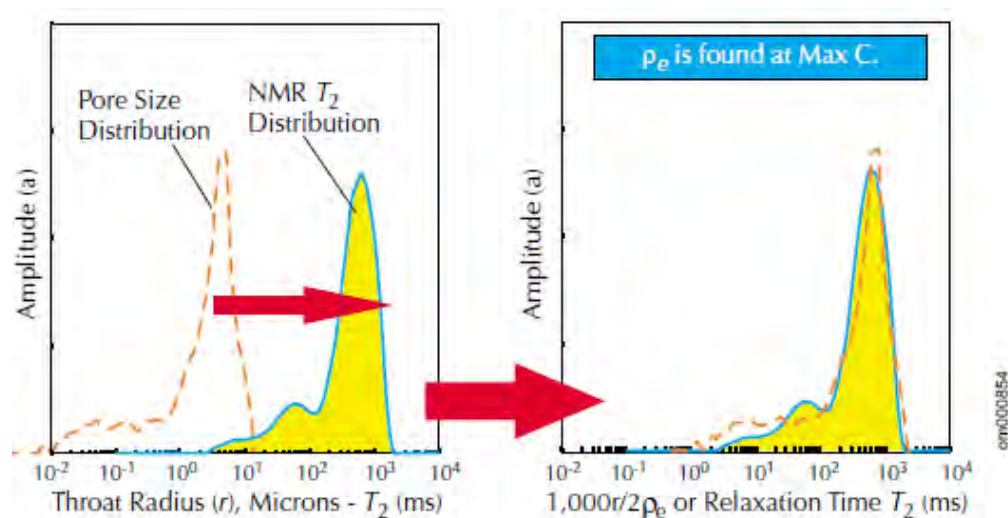 Pore Size
Distribution
NMR T₂
Distribution
Amplitude (a)
10⁻² 10⁻¹ 10⁰ 10¹ 10² 10³ 10⁴
Throat Radius (r), Microns - T₂ (ms)
ρₑ is found at Max C.
Amplitude (a)
10⁻² 10⁻¹ 10⁰ 10¹ 10² 10³ 10⁴
1,000r/2ρₑ or Relaxation Time T₂ (ms)
om000854